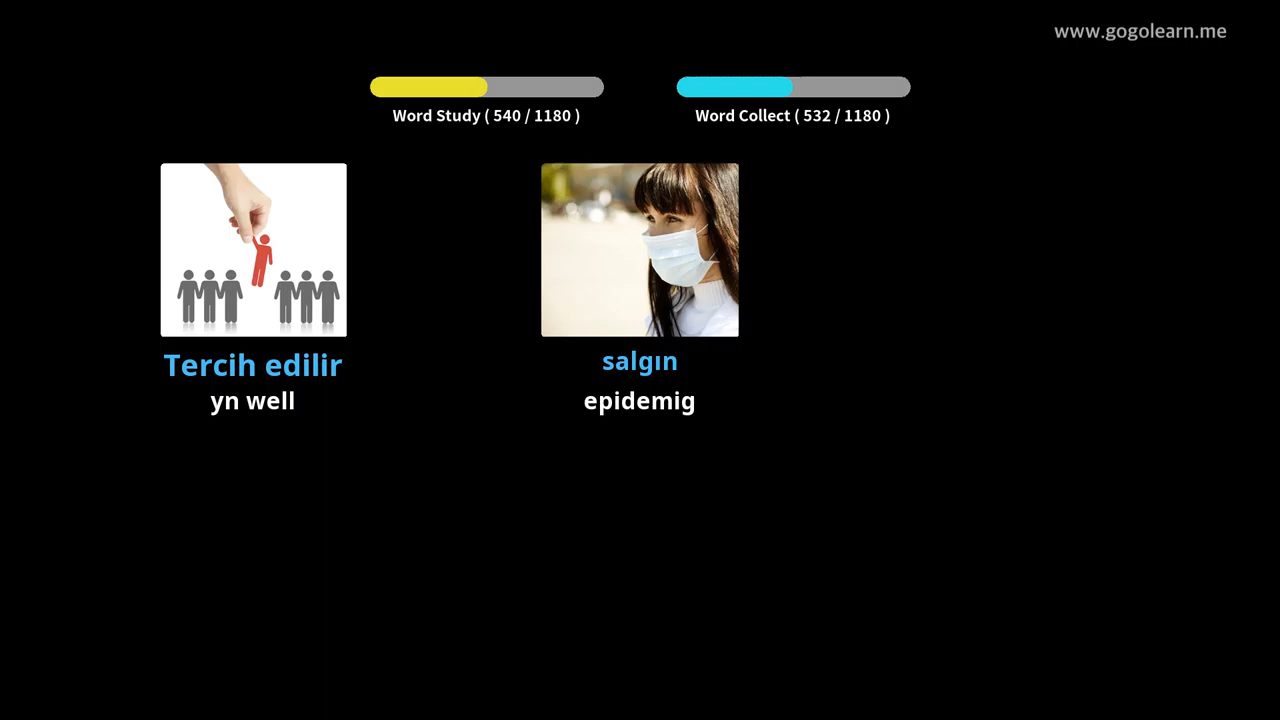 www.gogolearn.me
Word Study ( 540 / 1180 )
Word Collect ( 532 / 1180 )
Tercih edilir
yn well
salgın
epidemig